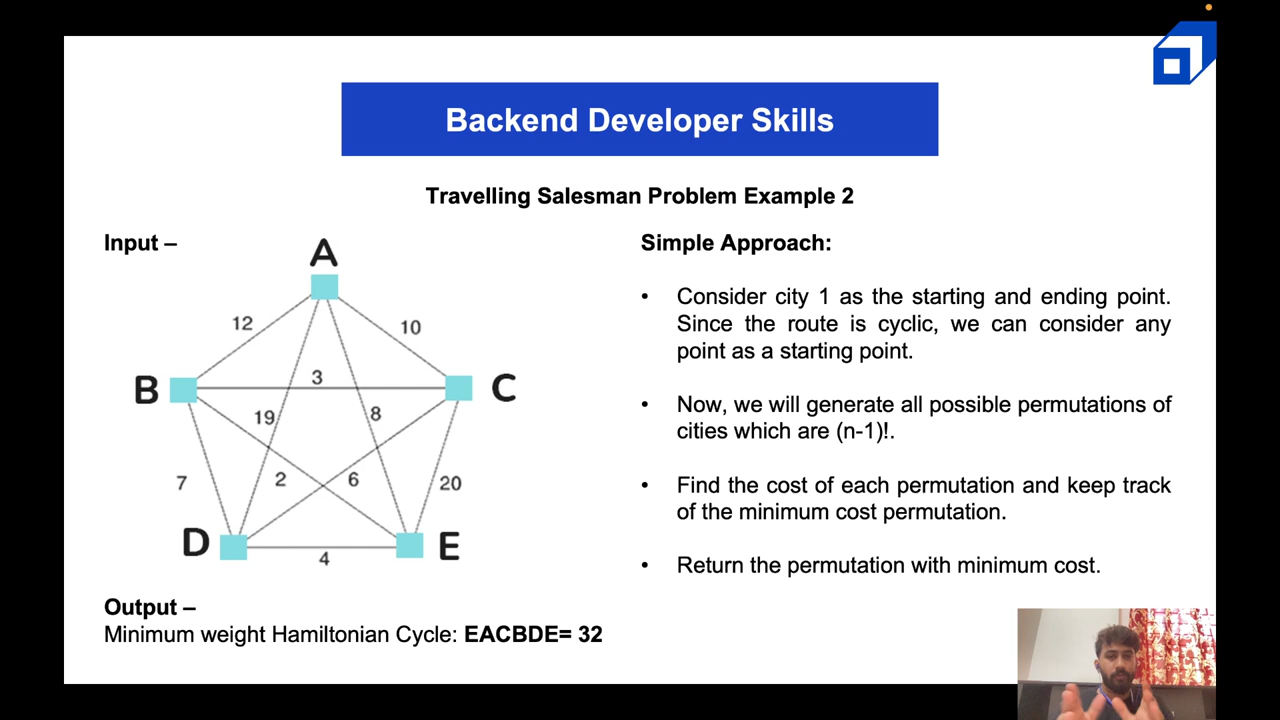 Backend Developer Skills
Travelling Salesman Problem Example 2
Input –
A
12
10
B
3
C
19
8
7
2
6
20
D
E
4
Output –
Minimum weight Hamiltonian Cycle: EACBDE= 32
Simple Approach:
• Consider city 1 as the starting and ending point.
Since the route is cyclic, we can consider any
point as a starting point.
• Now, we will generate all possible permutations of
cities which are (n-1)!.
• Find the cost of each permutation and keep track
of the minimum cost permutation.
• Return the permutation with minimum cost.